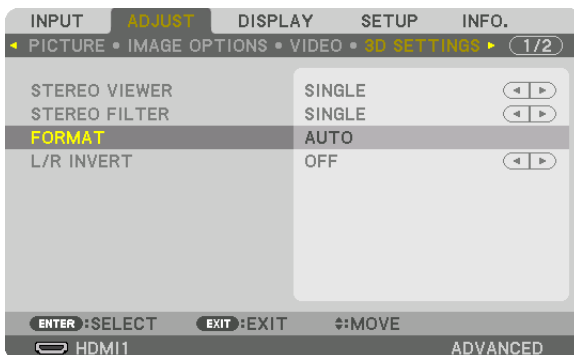 INPUT ADJUST DISPLAY SETUP INFO.
PICTURE • IMAGE OPTIONS • VIDEO • 3D SETTINGS 1/2
STEREO VIEWER SINGLE
STEREO FILTER SINGLE
FORMAT AUTO
L/R INVERT OFF
ENTER :SELECT EXIT :EXIT :MOVE
HDMI1 ADVANCED